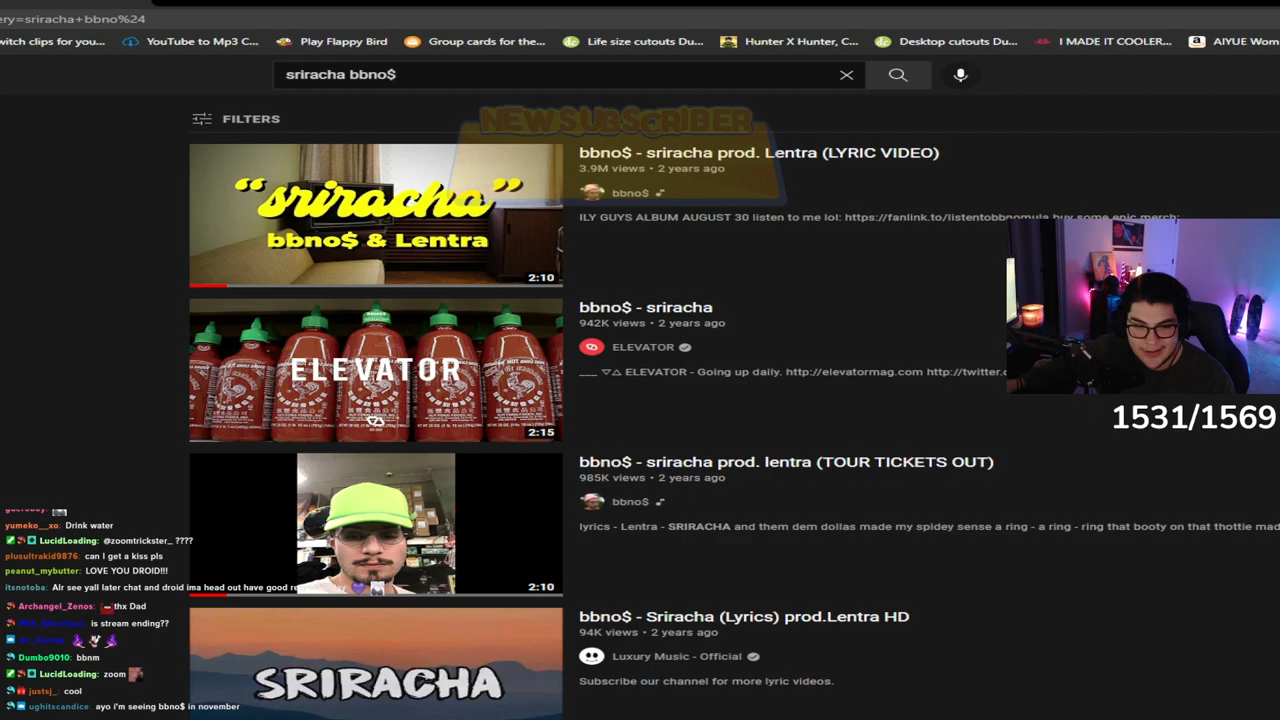 ery=sriracha+bbno%24
witch clips for you...
YouTube to Mp3 C...
Play Flappy Bird
Group cards for the...
Life size cutouts Du...
Hunter X Hunter, C...
Desktop cutouts Du...
I MADE IT COOLER...
AIYUE Wom
sriracha bbno$
FILTERS
NEW SUBSCRIBER
"sriracha"
bbno$ & Lentra
2:10
bbno$ - sriracha prod. Lentra (LYRIC VIDEO)
3.9M views • 2 years ago
bbno$
ILY GUYS ALBUM AUGUST 30 listen to me lol: https://fanlink.to/listentobbnomula buy some epic merch:
ELEVATOR
2:15
bbno$ - sriracha
942K views • 2 years ago
ELEVATOR
___ ▽△ ELEVATOR - Going up daily. http://elevatormag.com http://twitter.c
1531/1569
2:10
bbno$ - sriracha prod. lentra (TOUR TICKETS OUT)
985K views • 2 years ago
bbno$
lyrics - Lentra - SRIRACHA and them dem dollas made my spidey sense a ring - a ring - ring that booty on that thottie made
SRIRACHA
bbno$ - Sriracha (Lyrics) prod.Lentra HD
94K views • 2 years ago
Luxury Music - Official
Subscribe our channel for more lyric videos.
yumeko__xo: Drink water
LucidLoading: @zoomtrickster_ ????
plusultrakid9876: can I get a kiss pls
peanut_mybutter: LOVE YOU DROID!!!
itsnotoba: Alr see yall later chat and droid ima head out have good re
Archangel_Zenos: thx Dad
is stream ending??
Dumbo9010: bbnm
LucidLoading: zoom
justsj_: cool
ughitscandice: ayo i'm seeing bbno$ in november